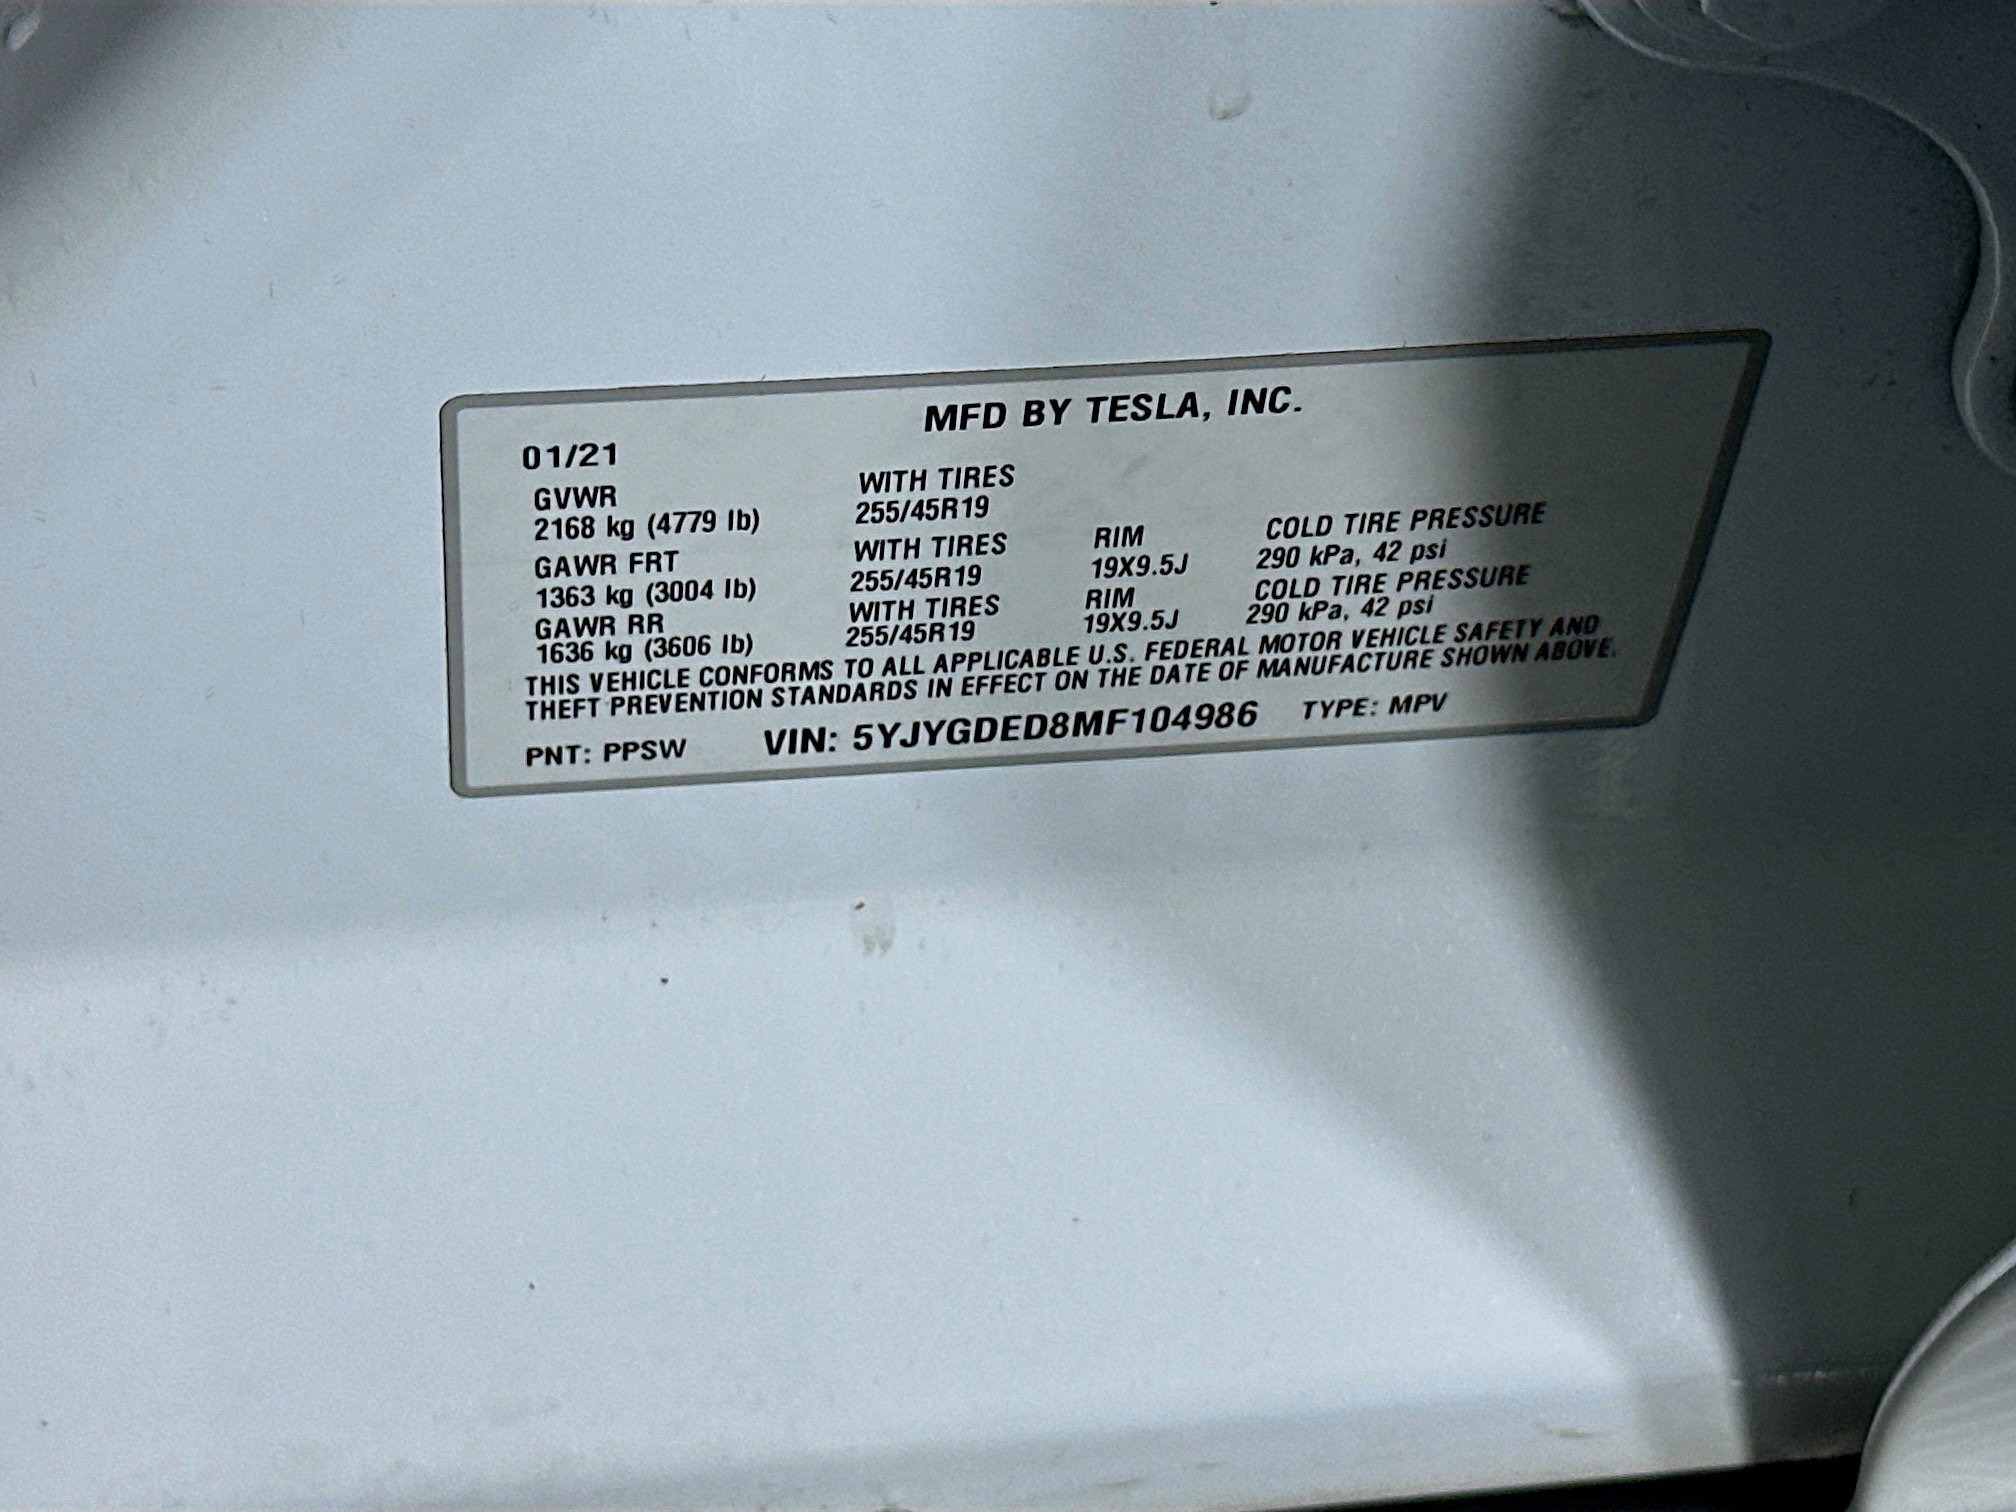 MFD BY TESLA, INC.
01/21
GVWR WITH TIRES
2168 kg (4779 lb) 255/45R19
GAWR FRT WITH TIRES RIM COLD TIRE PRESSURE
1363 kg (3004 lb) 255/45R19 19X9.5J 290 kPa, 42 psi
GAWR RR WITH TIRES RIM COLD TIRE PRESSURE
1636 kg (3606 lb) 255/45R19 19X9.5J 290 kPa, 42 psi
THIS VEHICLE CONFORMS TO ALL APPLICABLE U.S. FEDERAL MOTOR VEHICLE SAFETY AND
THEFT PREVENTION STANDARDS IN EFFECT ON THE DATE OF MANUFACTURE SHOWN ABOVE.
PNT: PPSW VIN: 5YJYGDED8MF104986 TYPE: MPV